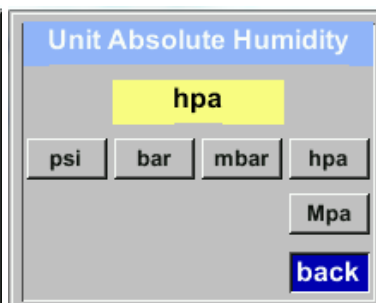 Unit Absolute Humidity
hpa
psi bar mbar hpa
Mpa
back